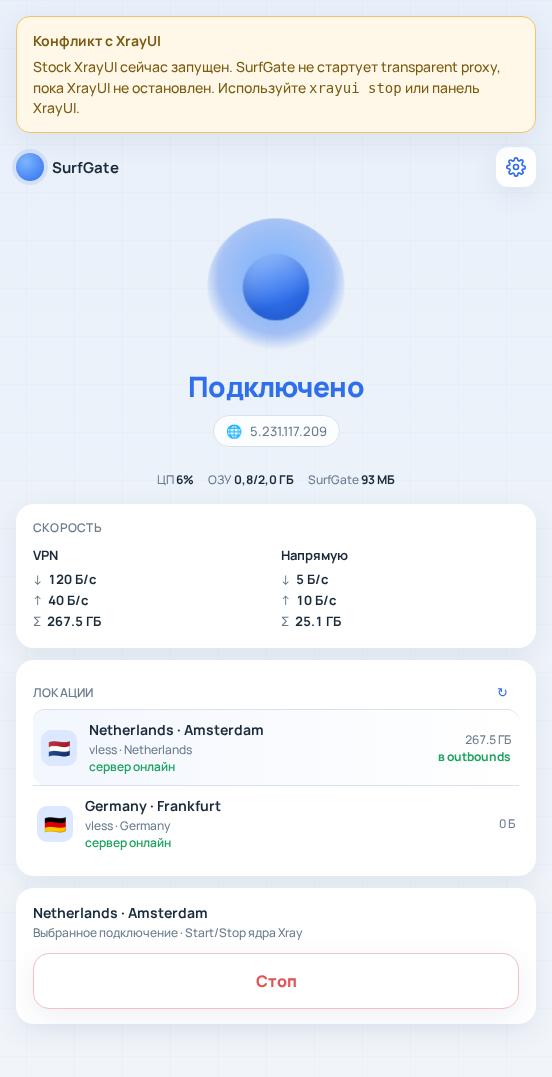 Конфликт с XrayUI
Stock XrayUI сейчас запущен. SurfGate не стартует transparent proxy,
пока XrayUI не остановлен. Используйте xrayui stop или панель
XrayUI.
SurfGate
Подключено
5.231.117.209
ЦП 6% ОЗУ 0,8/2,0 ГБ SurfGate 93 МБ
СКОРОСТЬ
VPN Напрямую
↓ 120 Б/с ↓ 5 Б/с
↑ 40 Б/с ↑ 10 Б/с
Σ 267.5 ГБ Σ 25.1 ГБ
ЛОКАЦИИ ↻
Netherlands · Amsterdam
267.5 ГБ
vless · Netherlands
в outbounds
сервер онлайн
Germany · Frankfurt
vless · Germany 0 Б
сервер онлайн
Netherlands · Amsterdam
Выбранное подключение · Start/Stop ядра Xray
Стоп